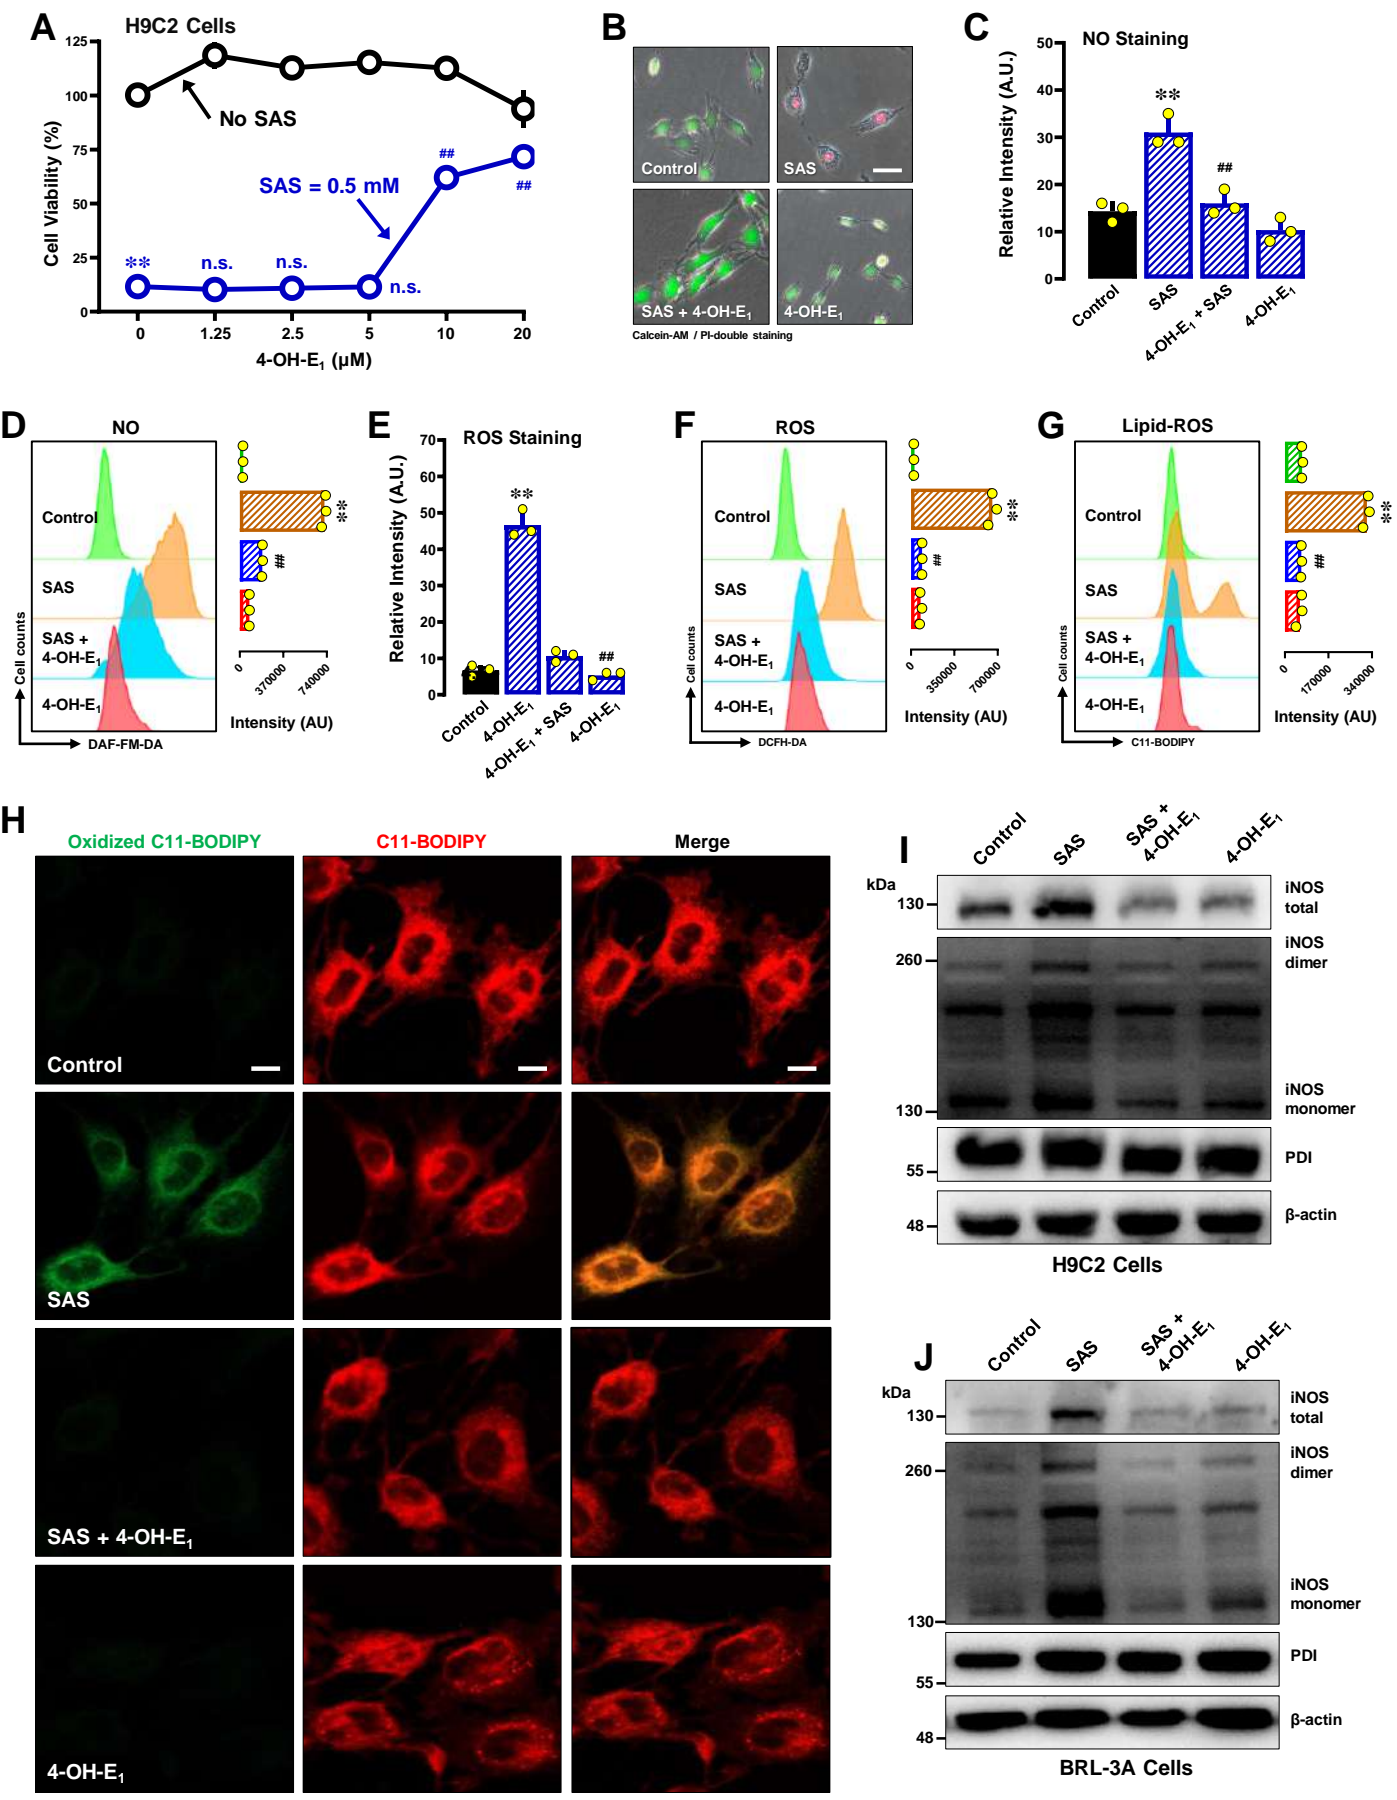 A
H9C2 Cells
125
100
75
50
25
0
Cell Viability (%)
No SAS
SAS = 0.5 mM
**
n.s.
n.s.
n.s.
##
##
0
1.25
2.5
5
10
20
4-OH-E₁ (µM)
B
Control
SAS
SAS + 4-OH-E₁
4-OH-E₁
Calcein-AM / PI-double staining
C
NO Staining
Relative Intensity (A.U.)
50
40
30
20
10
0
**
##
Control
SAS
4-OH-E₁ + SAS
4-OH-E₁
D
NO
Control
SAS
SAS +
4-OH-E₁
4-OH-E₁
Cell counts
DAF-FM-DA
**
##
0
370000
740000
Intensity (AU)
E
ROS Staining
Relative Intensity (A.U.)
70
60
50
40
30
20
10
0
**
##
Control
4-OH-E₁
4-OH-E₁ + SAS
4-OH-E₁
F
ROS
Control
SAS
SAS +
4-OH-E₁
4-OH-E₁
Cell counts
DCFH-DA
**
##
0
350000
700000
Intensity (AU)
G
Lipid-ROS
Control
SAS
SAS +
4-OH-E₁
4-OH-E₁
Cell counts
C11-BODIPY
**
##
0
170000
340000
Intensity (AU)
H
Oxidized C11-BODIPY
C11-BODIPY
Merge
Control
SAS
SAS + 4-OH-E₁
4-OH-E₁
I
Control
SAS
SAS +
4-OH-E₁
4-OH-E₁
kDa
130
iNOS
total
260
iNOS
dimer
130
iNOS
monomer
55
PDI
48
β-actin
H9C2 Cells
J
Control
SAS
SAS +
4-OH-E₁
4-OH-E₁
kDa
130
iNOS
total
260
iNOS
dimer
130
iNOS
monomer
55
PDI
48
β-actin
BRL-3A Cells